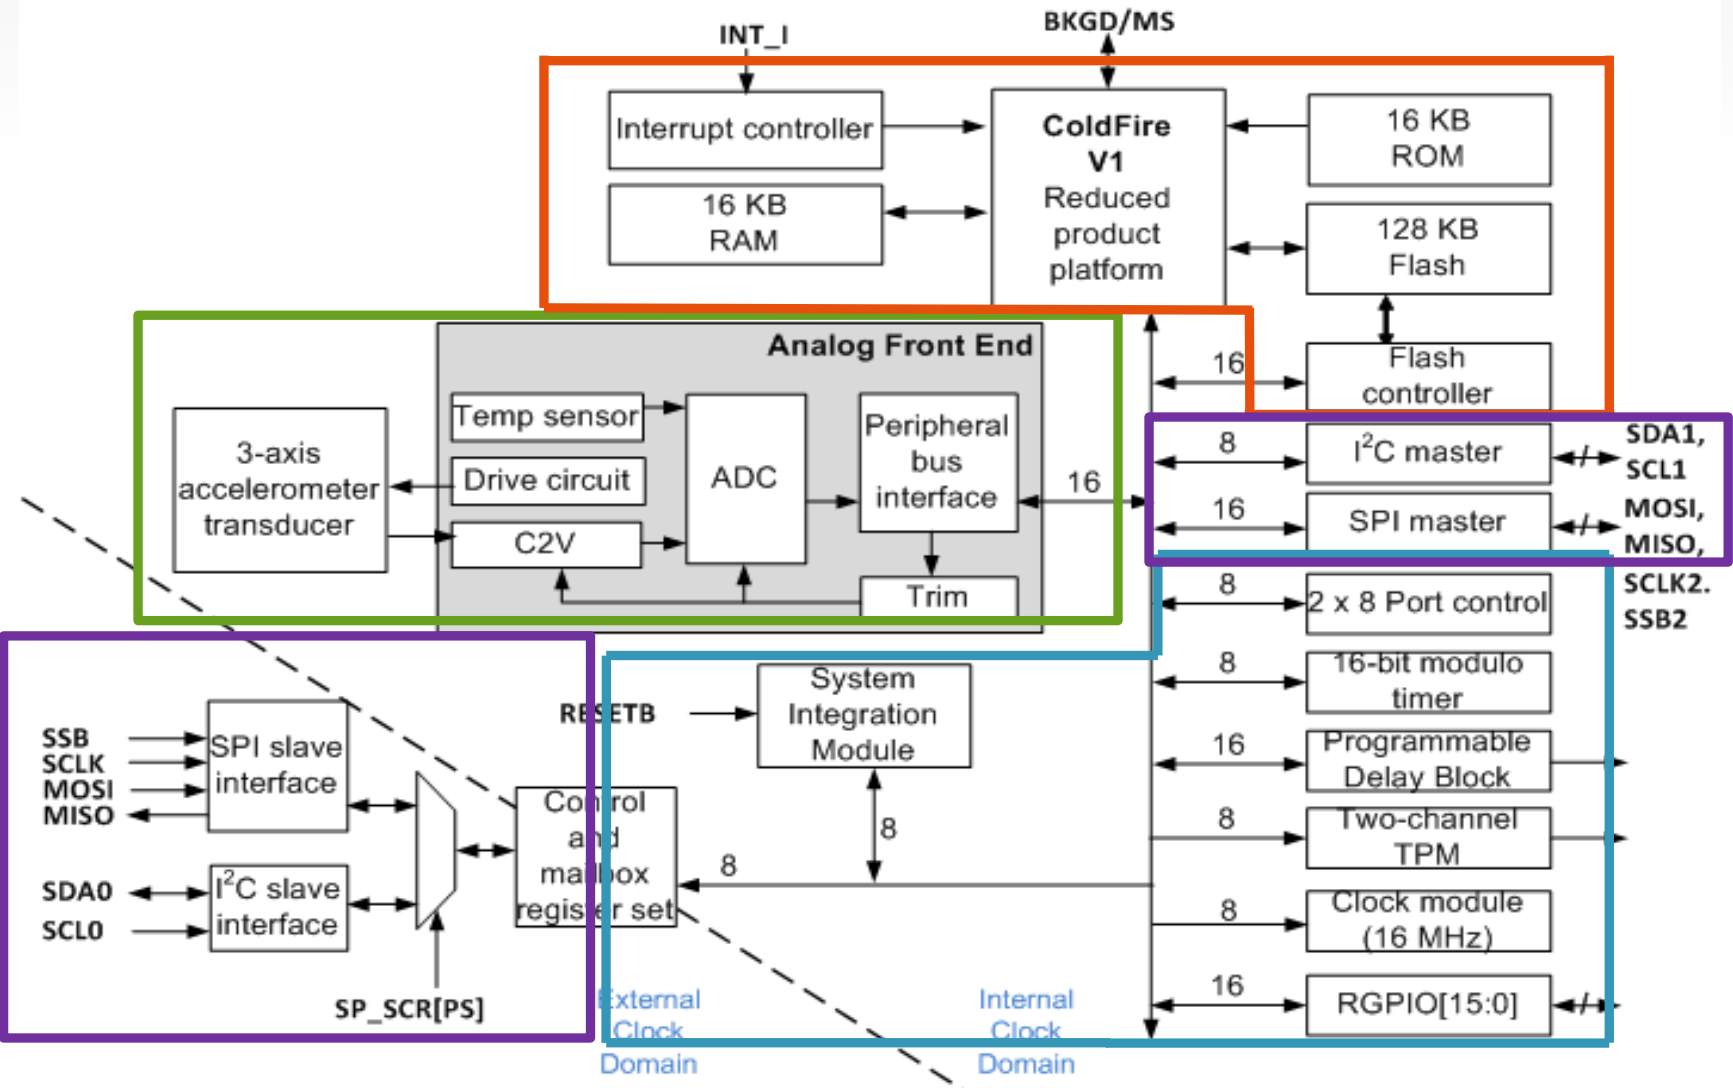 INT_I
BKGD/MS
Interrupt controller
16 KB
RAM
ColdFire
V1
Reduced
product
platform
16 KB
ROM
128 KB
Flash
16
Flash
controller
Analog Front End
3-axis
accelerometer
transducer
Temp sensor
Drive circuit
C2V
ADC
Peripheral
bus
interface
Trim
16
8
I²C master
SDA1,
SCL1
16
SPI master
MOSI,
MISO,
SCLK2.
SSB2
8
2 x 8 Port control
8
16-bit modulo
timer
16
Programmable
Delay Block
8
Two-channel
TPM
8
Clock module
(16 MHz)
16
RGPIO[15:0]
RESETB
System
Integration
Module
8
8
Control
and
mailbox
register set
SSB
SCLK
MOSI
MISO
SPI slave
interface
SDA0
SCL0
I²C slave
interface
SP_SCR[PS]
External
Clock
Domain
Internal
Clock
Domain